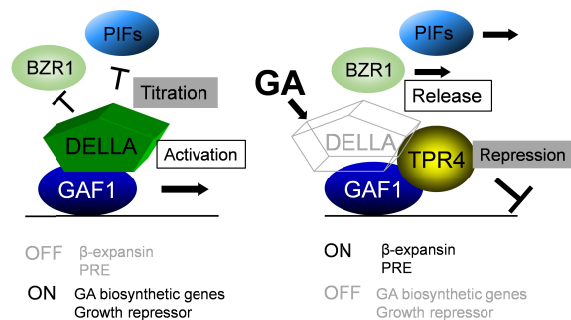 PIFs
BZR1
Titration
DELLA
Activation
GAF1
OFF β-expansin
PRE
ON GA biosynthetic genes
Growth repressor
PIFs
BZR1
GA
Release
DELLA
TPR4
Repression
GAF1
ON β-expansin
PRE
OFF GA biosynthetic genes
Growth repressor